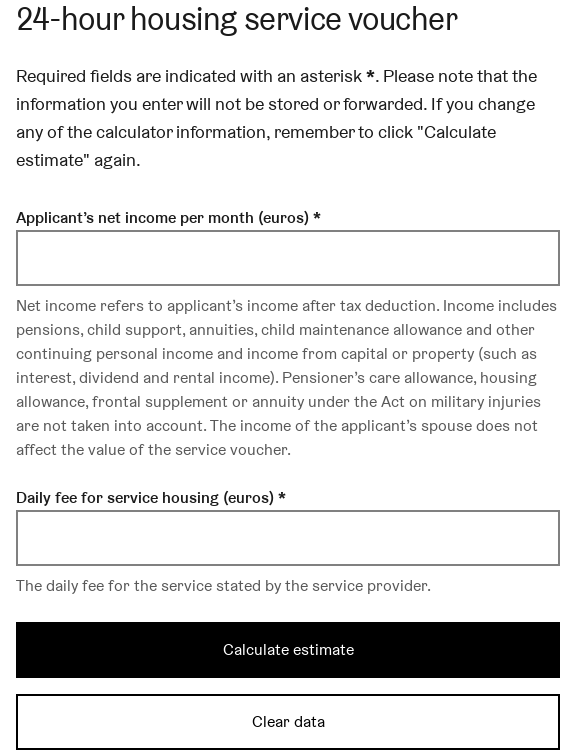 24-hour housing service voucher
Required fields are indicated with an asterisk *. Please note that the
information you enter will not be stored or forwarded. If you change
any of the calculator information, remember to click "Calculate
estimate" again.
Applicant’s net income per month (euros) *
Net income refers to applicant’s income after tax deduction. Income includes
pensions, child support, annuities, child maintenance allowance and other
continuing personal income and income from capital or property (such as
interest, dividend and rental income). Pensioner’s care allowance, housing
allowance, frontal supplement or annuity under the Act on military injuries
are not taken into account. The income of the applicant’s spouse does not
affect the value of the service voucher.
Daily fee for service housing (euros) *
The daily fee for the service stated by the service provider.
Calculate estimate
Clear data